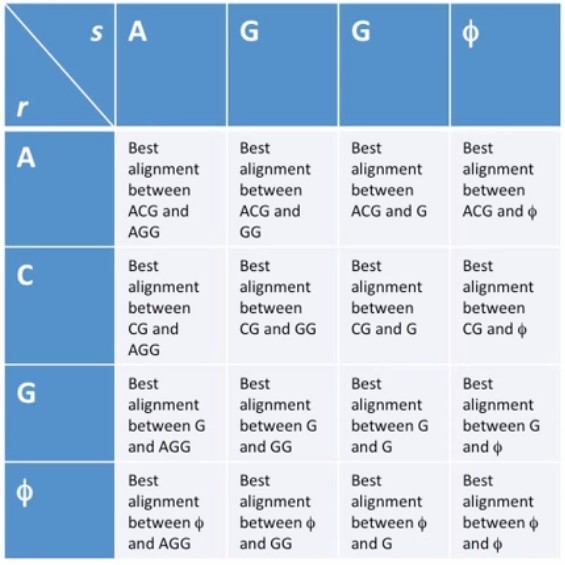 s
A
G
G
ϕ
r
A
Best
alignment
between
ACG and
AGG
Best
alignment
between
ACG and
GG
Best
alignment
between
ACG and G
Best
alignment
between
ACG and ϕ
C
Best
alignment
between
CG and
AGG
Best
alignment
between
CG and GG
Best
alignment
between
CG and G
Best
alignment
between
CG and ϕ
G
Best
alignment
between G
and AGG
Best
alignment
between G
and GG
Best
alignment
between G
and G
Best
alignment
between G
and ϕ
ϕ
Best
alignment
between ϕ
and AGG
Best
alignment
between ϕ
and GG
Best
alignment
between ϕ
and G
Best
alignment
between ϕ
and ϕ